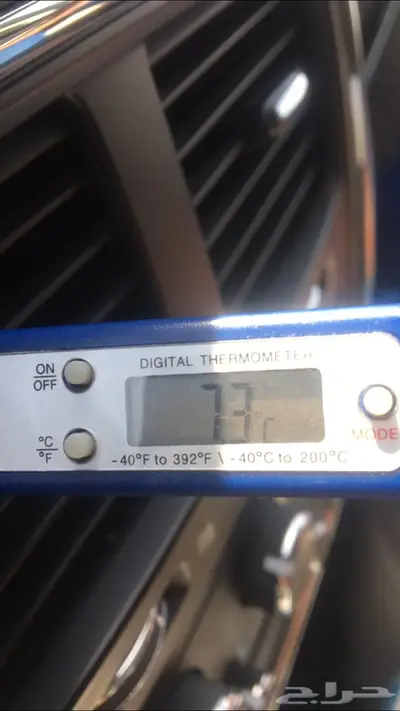 DIGITAL THERMOMETER
ON
OFF
°C
°F
MODE
-40°F to 392°F \ -40°C to 200°C
حراج